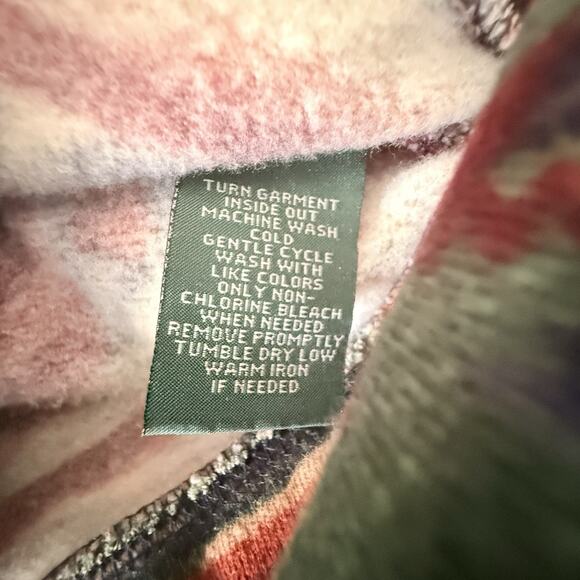 TURN GARMENT
INSIDE OUT
MACHINE WASH
COLD
GENTLE CYCLE
WASH WITH
LIKE COLORS
ONLY NON-
CHLORINE BLEACH
WHEN NEEDED
REMOVE PROMPTLY
TUMBLE DRY LOW
WARM IRON
IF NEEDED